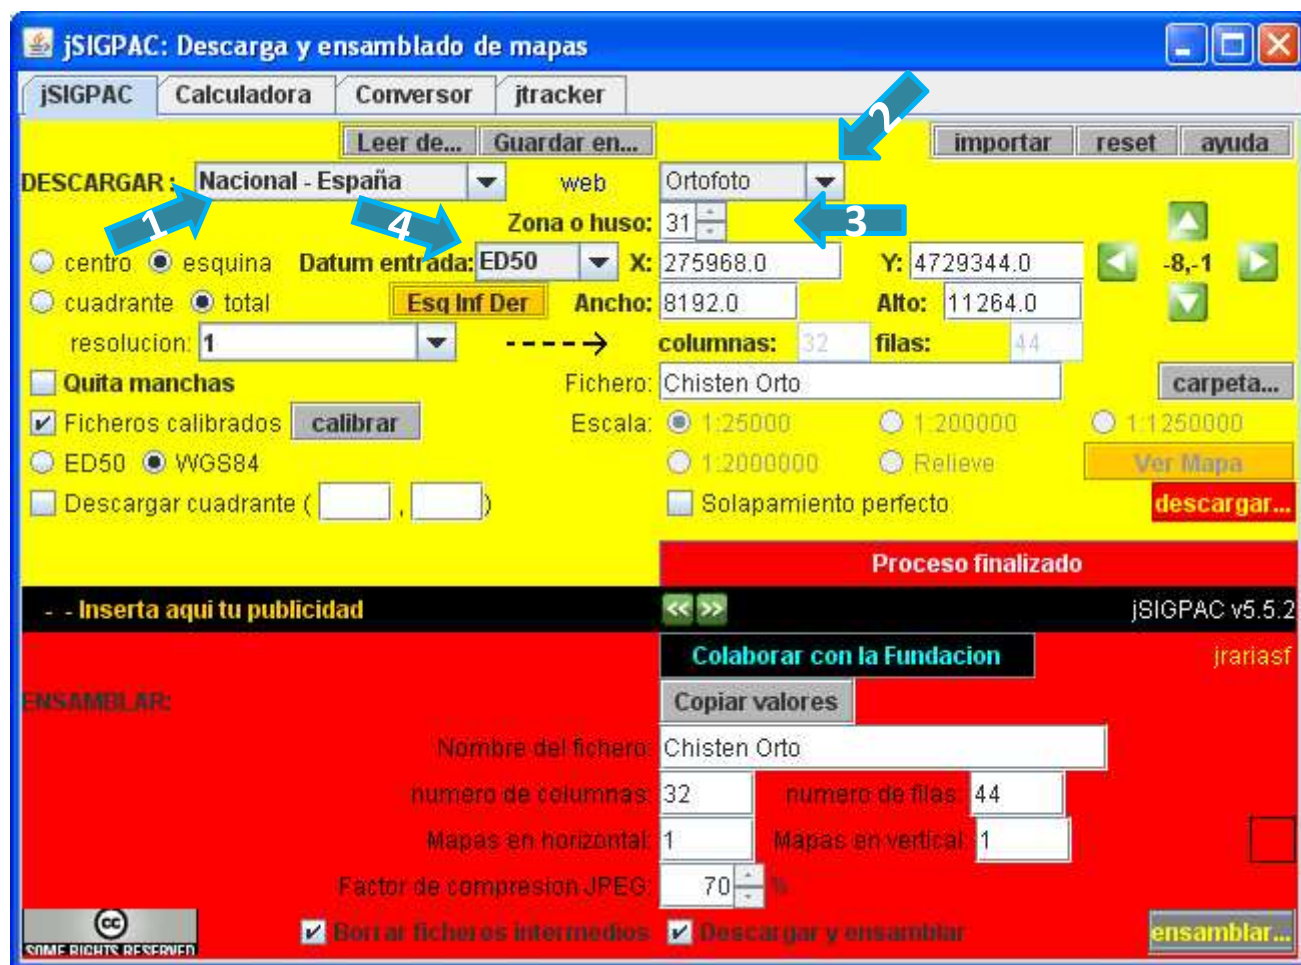 jSIGPAC: Descarga y ensamblado de mapas
jSIGPAC Calculadora Conversor jtracker
2
Leer de... Guardar en... importar reset ayuda
DESCARGAR: Nacional - España web Ortofoto
1 4 Zona o huso: 31 3
centro esquina Datum entrada: ED50 X: 275968.0 Y: 4729344.0 -8,-1
cuadrante total Esq Inf Der Ancho: 8192.0 Alto: 11264.0
resolucion: 1 ----> columnas: 32 filas: 44
Quita manchas Fichero: Chisten Orto carpeta...
Ficheros calibrados calibrar Escala: 1:25000 1:200000 1:1250000
ED50 WGS84 1:2000000 Relieve Ver Mapa
Descargar cuadrante ( , ) Solapamiento perfecto descargar...
Proceso finalizado
- - Inserta aqui tu publicidad << >> jSIGPAC v5.5.2
Colaborar con la Fundacion jrariasf
ENSAMBLAR: Copiar valores
Nombre del fichero: Chisten Orto
numero de columnas: 32 numero de filas: 44
Mapas en horizontal: 1 Mapas en vertical: 1
Factor de compresion JPEG: 70 %
cc
SOME RIGHTS RESERVED Borrar ficheros intermedios Descargar y ensamblar ensamblar...